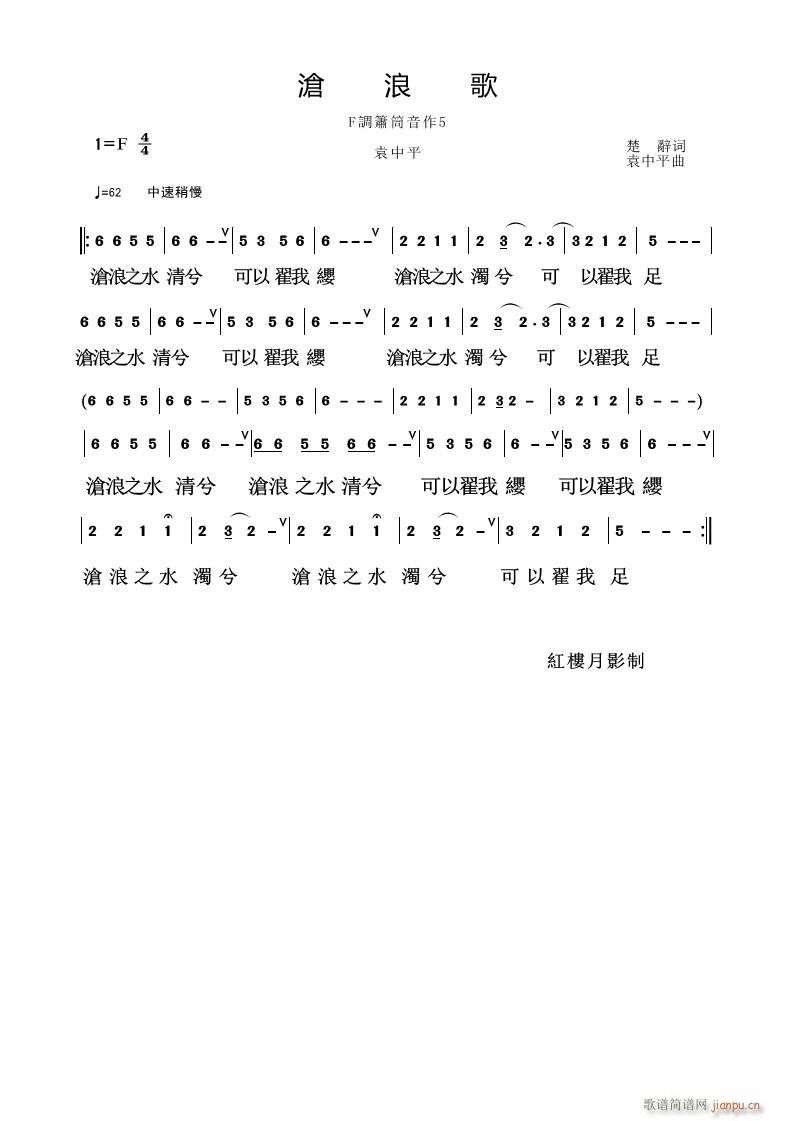 滄浪歌
F調簫筒音作5
1=F 4/4
袁中平
楚辭词
袁中平曲
♩=62 中速稍慢
‖: 6 6 5 5 | 6 6 - - V | 5 3 5 6 | 6 - - - V | 2 2 1 1 | 2 3 2 . 3 | 3 2 1 2 | 5 - - - |
滄浪之水 清兮 可以 翟我 纓 滄浪之水 濁兮 可 以翟我 足
6 6 5 5 | 6 6 - - V | 5 3 5 6 | 6 - - - V | 2 2 1 1 | 2 3 2 . 3 | 3 2 1 2 | 5 - - - |
滄浪之水 清兮 可以 翟我 纓 滄浪之水 濁兮 可 以翟我 足
(6 6 5 5 | 6 6 - - | 5 3 5 6 | 6 - - - | 2 2 1 1 | 2 3 2 - | 3 2 1 2 | 5 - - -)
| 6 6 5 5 | 6 6 - - V | 6 6 5 5 6 6 - - V | 5 3 5 6 | 6 - - V | 5 3 5 6 | 6 - - V |
滄浪之水 清兮 滄浪 之水 清兮 可以翟我 纓 可以翟我 纓
| 2 2 1 1 | 2 3 2 - V | 2 2 1 1 | 2 3 2 - V | 3 2 1 2 | 5 - - - :‖
滄浪之水 濁兮 滄浪之水 濁兮 可以翟我 足
紅樓月影制
歌谱简谱网 jianpu.cn